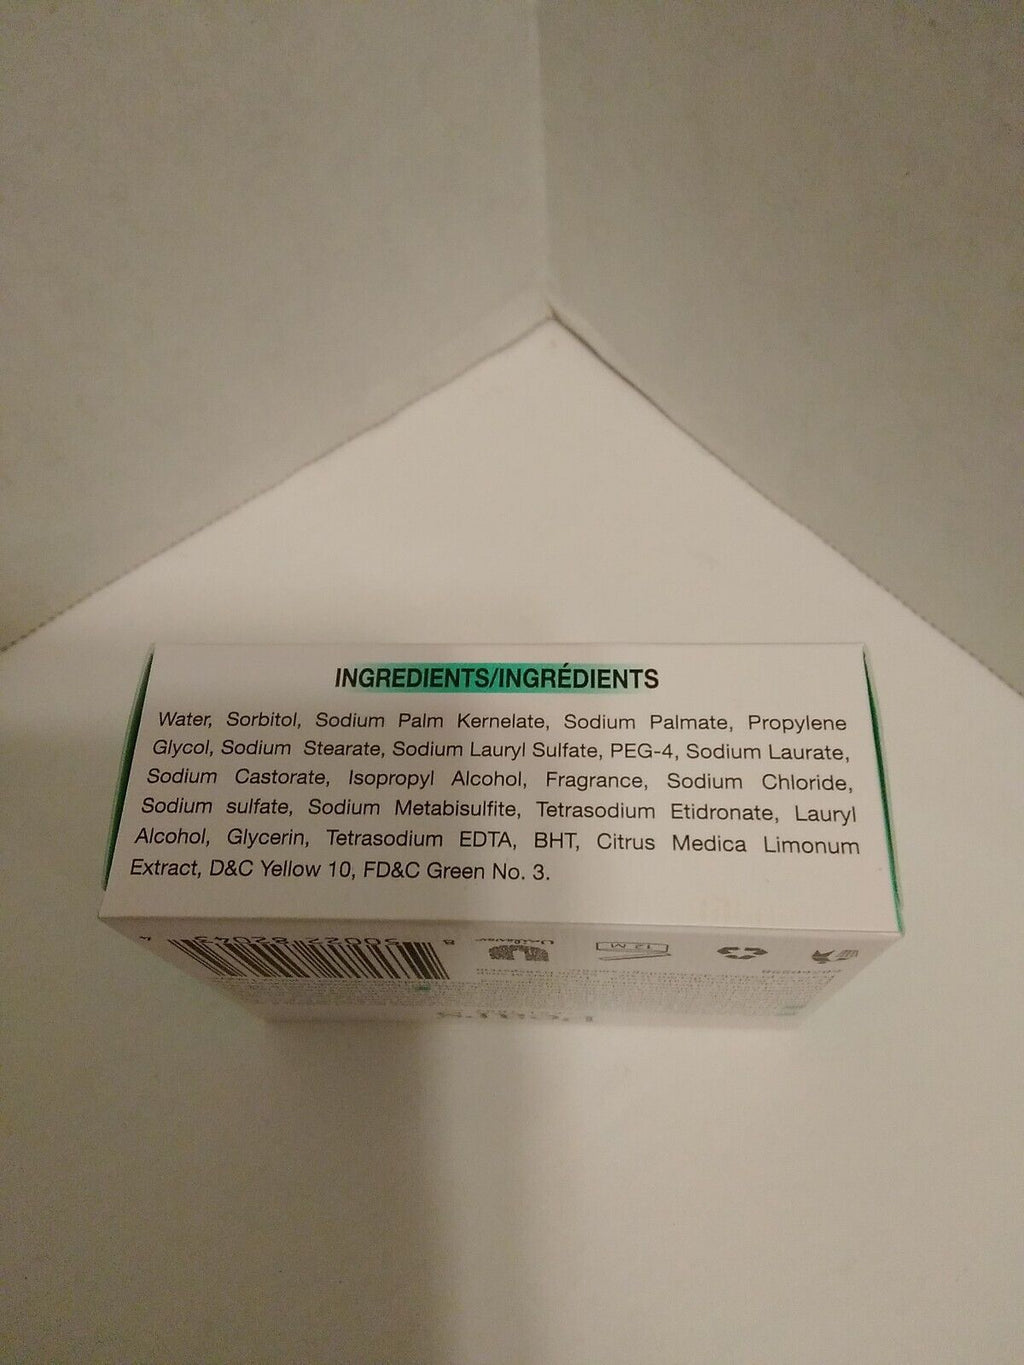 INGREDIENTS/INGRÉDIENTS
Water, Sorbitol, Sodium Palm Kernelate, Sodium Palmate, Propylene
Glycol, Sodium Stearate, Sodium Lauryl Sulfate, PEG-4, Sodium Laurate,
Sodium Castorate, Isopropyl Alcohol, Fragrance, Sodium Chloride,
Sodium sulfate, Sodium Metabisulfite, Tetrasodium Etidronate, Lauryl
Alcohol, Glycerin, Tetrasodium EDTA, BHT, Citrus Medica Limonum
Extract, D&C Yellow 10, FD&C Green No. 3.
12 M
Unilever